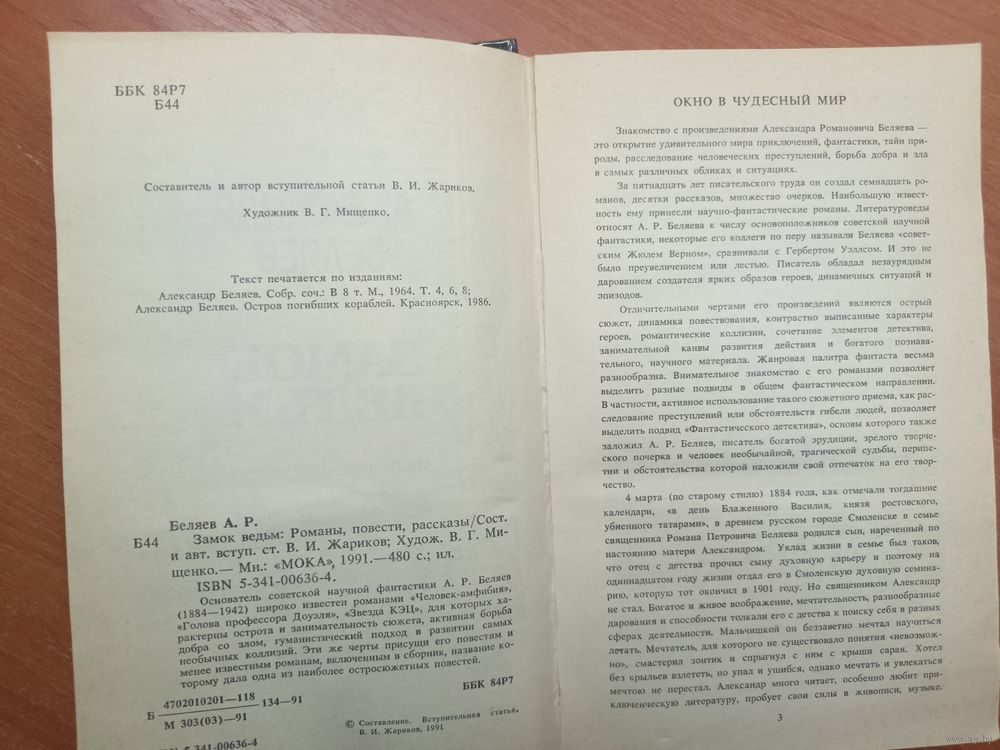 ББК 84Р7
Б44
Составитель и автор вступительной статьи В. И. Жариков.
Художник В. Г. Мищенко.
Текст печатается по изданиям:
Александр Беляев. Собр. соч.: В 8 т. М., 1964. Т. 4, 6, 8;
Александр Беляев. Остров погибших кораблей. Красноярск, 1986.
Беляев А. Р.
Б44 Замок ведьм: Романы, повести, рассказы/Сост.
и авт. вступ. ст. В. И. Жариков; Худож. В. Г. Ми-
щенко.— Мн.: «МОКА», 1991.—480 с.; ил.
ISBN 5-341-00636-4.
Основатель советской научной фантастики А. Р. Беляев
(1884—1942) широко известен романами «Человек-амфибия»,
«Голова профессора Доуэля», «Звезда КЭЦ», для которых ха-
рактерны острота и занимательность сюжета, активная борьба
добра со злом, гуманистический подход в развитии самых
необычных коллизий. Эти же черты присущи его повестям и
менее известным романам, включенным в сборник, название ко-
торому дала одна из наиболее остросюжетных повестей.
Б 4702010201—118
М 303(03)—91 134—91
ББК 84Р7
© Составление. Вступительная статья.
В. И. Жариков, 1991
5-341-00636-4
ОКНО В ЧУДЕСНЫЙ МИР
Знакомство с произведениями Александра Романовича Беляева —
это открытие удивительного мира приключений, фантастики, тайн при-
роды, расследование человеческих преступлений, борьба добра и зла
в самых различных обликах и ситуациях.
За пятнадцать лет писательского труда он создал семнадцать ро-
манов, десятки рассказов, множество очерков. Наибольшую извест-
ность ему принесли научно-фантастические романы. Литературоведы
относят А. Р. Беляева к числу основоположников советской научной
фантастики, некоторые его коллеги по перу называли Беляева «совет-
ским Жюлем Верном», сравнивали с Гербертом Уэллсом. И это не
было преувеличением или лестью. Писатель обладал незаурядным
дарованием создателя ярких образов героев, динамичных ситуаций и
эпизодов.
Отличительными чертами его произведений являются острый
сюжет, динамика повествования, контрастно выписанные характеры
героев, романтические коллизии, сочетание элементов детектива,
занимательной канвы развития действия и богатого познава-
тельного, научного материала. Жанровая палитра фантаста весьма
разнообразна. Внимательное знакомство с его романами позволяет
выделить разные подвиды в общем фантастическом направлении.
В частности, активное использование такого сюжетного приема, как рас-
следование преступлений или обстоятельств гибели людей, позволяет
выделить подвид «Фантастического детектива», основы которого также
заложил А. Р. Беляев, писатель богатой эрудиции, зрелого творче-
ского почерка и человек необычайной, трагической судьбы, перипе-
тии и обстоятельства которой наложили свой отпечаток на его твор-
чество.
4 марта (по старому стилю) 1884 года, как отмечали тогдашние
календари, «в день Блаженного Василия, князя ростовского,
убиенного татарами», в древнем русском городе Смоленске в семье
священника Романа Петровича Беляева родился сын, нареченный по
настоянию матери Александром. Уклад жизни в семье был таков,
что отец с детства прочил сыну духовную карьеру и поэтому на
одиннадцатом году жизни отдал его в Смоленскую духовную семина-
рию, которую тот окончил в 1901 году. Но священником Александр
не стал. Богатое и живое воображение, мечтательность, разнообразные
дарования и способности толкали его с детства к поиску себя в разных
сферах деятельности. Мальчишкой он беззаветно мечтал научиться
летать. Мечтатель, для которого не существовало понятия «невозмож-
но», смастерил зонтик и спрыгнул с ним с крыши сарая. Хотел
без крыльев взлететь, но упал и ушибся, однако мечтать и увлекаться
мечтою не перестал. Александр много читает, особенно любит при-
ключенческую литературу, пробует свои силы в живописи, музыке.
3
www.ay.by